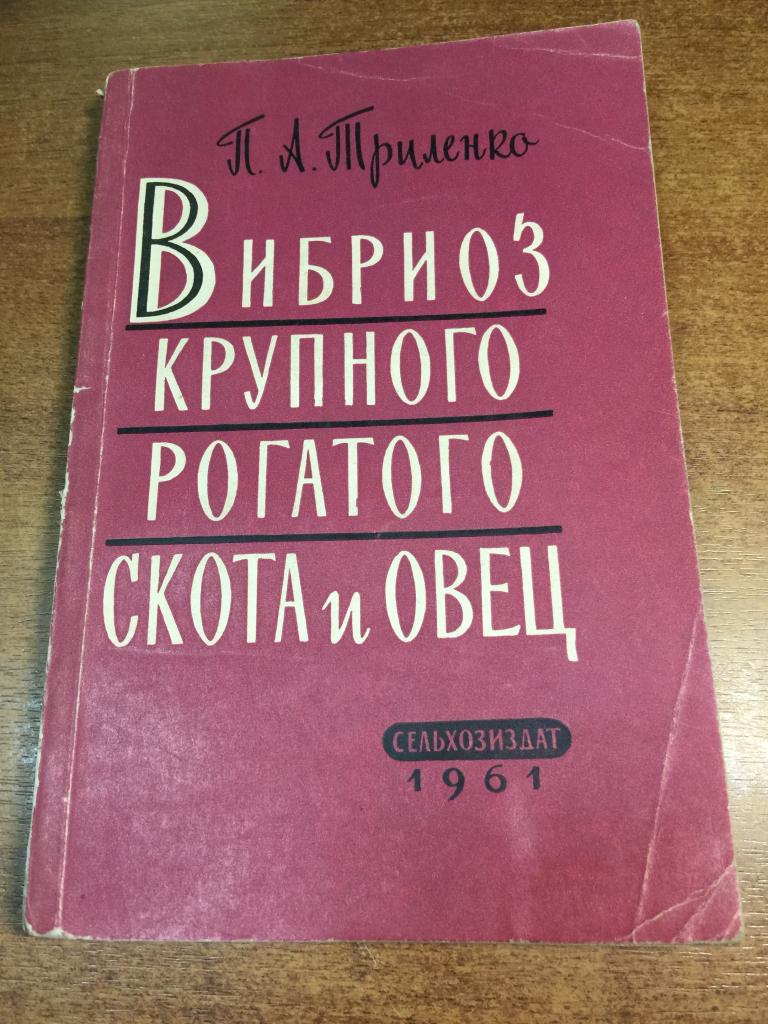 П. А. Триленко
ВИБРИОЗ
КРУПНОГО
РОГАТОГО
СКОТА и ОВЕЦ
СЕЛЬХОЗИЗДАТ
1961